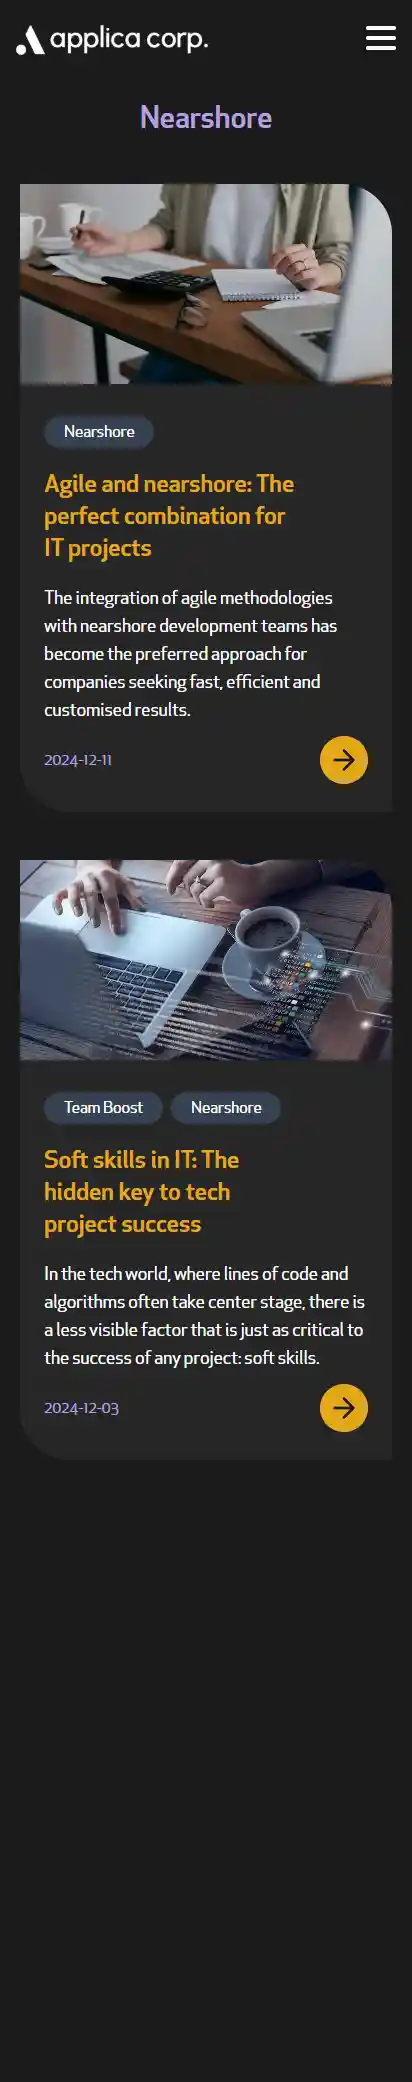 applica corp.
Nearshore
Nearshore
Agile and nearshore: The
perfect combination for
IT projects
The integration of agile methodologies
with nearshore development teams has
become the preferred approach for
companies seeking fast, efficient and
customised results.
2024-12-11
Team Boost
Nearshore
Soft skills in IT: The
hidden key to tech
project success
In the tech world, where lines of code and
algorithms often take center stage, there is
a less visible factor that is just as critical to
the success of any project: soft skills.
2024-12-03